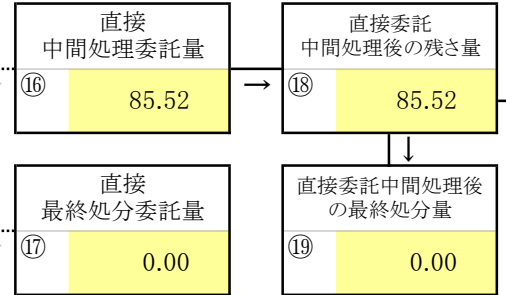 直接
中間処理委託量
⑯ 85.52
→
直接委託
中間処理後の残さ量
⑱ 85.52
↓
直接
最終処分委託量
⑰ 0.00
直接委託中間処理後
の最終処分量
⑲ 0.00